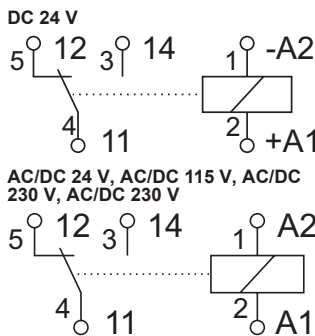 DC 24 V
5 12 3 14 1 -A2
4 11 2 +A1
AC/DC 24 V, AC/DC 115 V, AC/DC
230 V, AC/DC 230 V
5 12 3 14 1 A2
4 11 2 A1